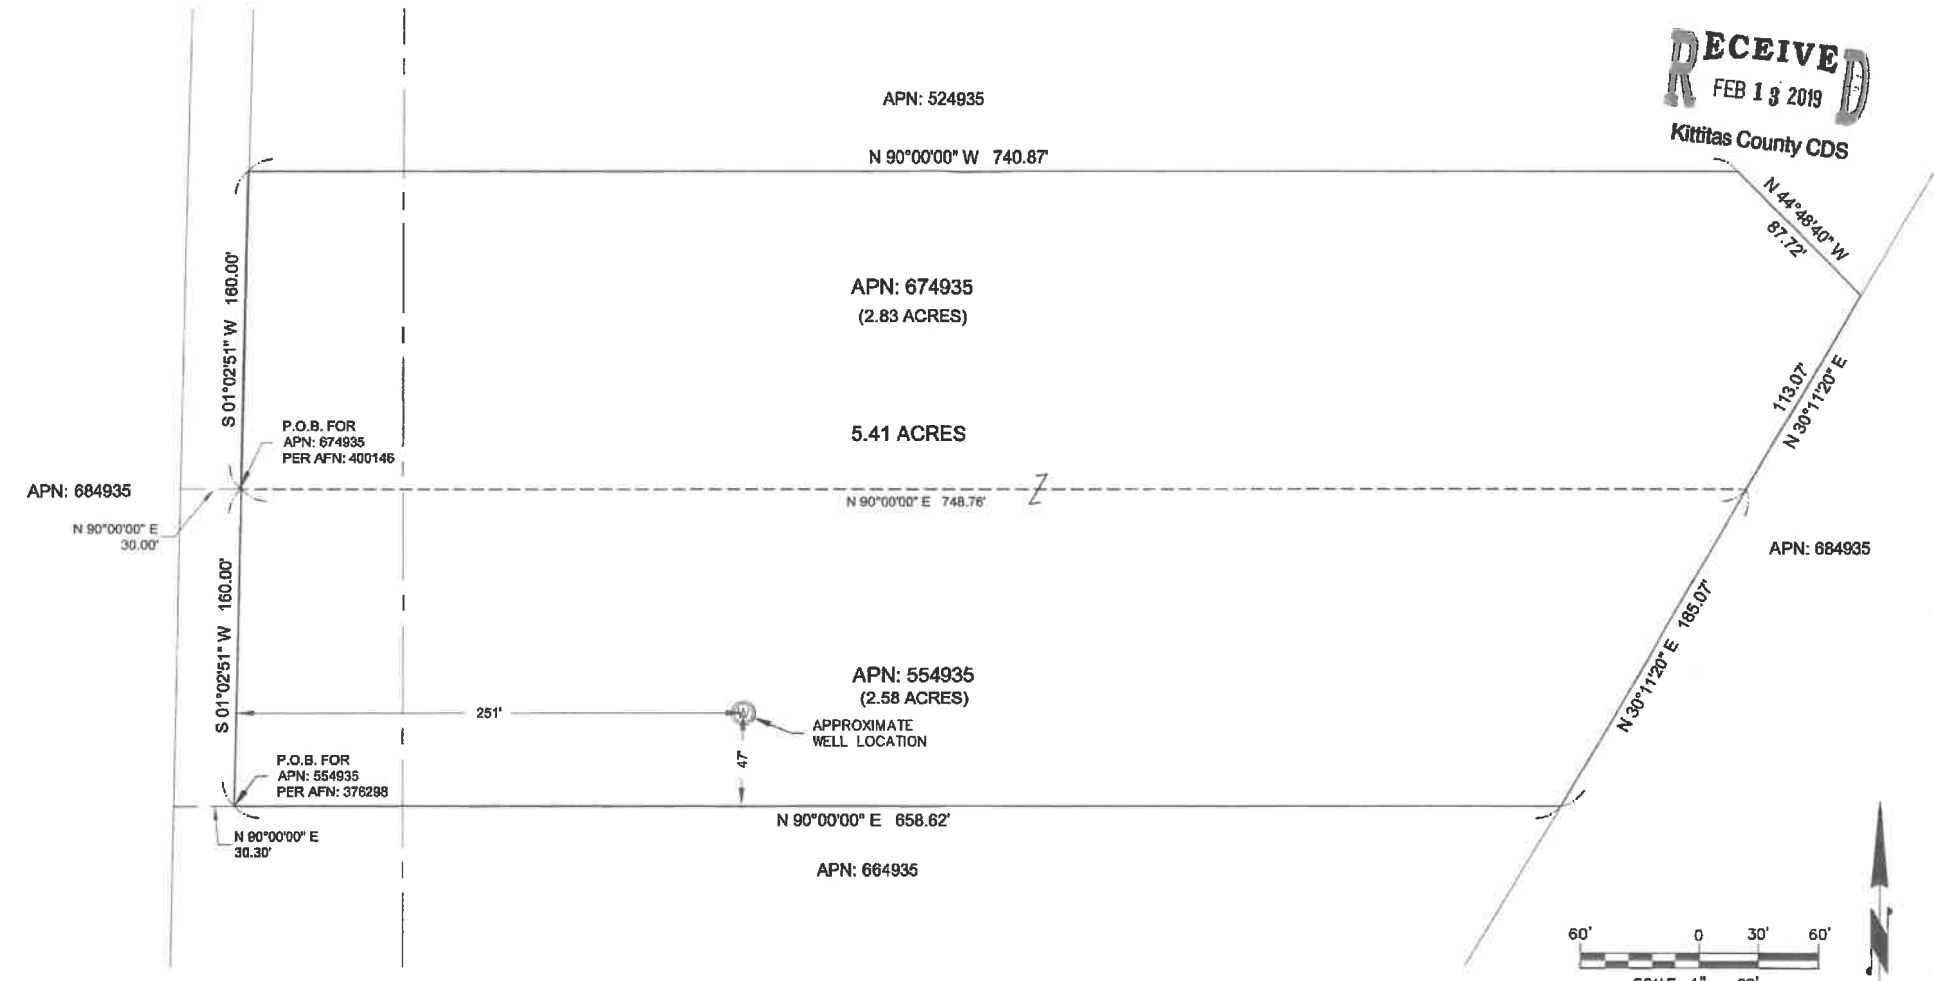 RECEIVED
FEB 13 2019
Kittitas County CDS
APN: 524935
N 90°00'00" W 740.87'
N 44°48'40" W
87.72'
S 01°02'51" W 160.00'
APN: 674935
(2.83 ACRES)
113.07'
N 30°11'20" E
P.O.B. FOR
APN: 674935
PER AFN: 400146
5.41 ACRES
APN: 684935
N 90°00'00" E 748.76'
N 90°00'00" E
30.00'
APN: 684935
S 01°02'51" W 160.00'
N 30°11'20" E 185.07'
APN: 554935
(2.58 ACRES)
251'
W
APPROXIMATE
WELL LOCATION
47'
P.O.B. FOR
APN: 554935
PER AFN: 376298
N 90°00'00" E 658.62'
N 90°00'00" E
30.30'
APN: 664935
60' 0 30' 60'
N